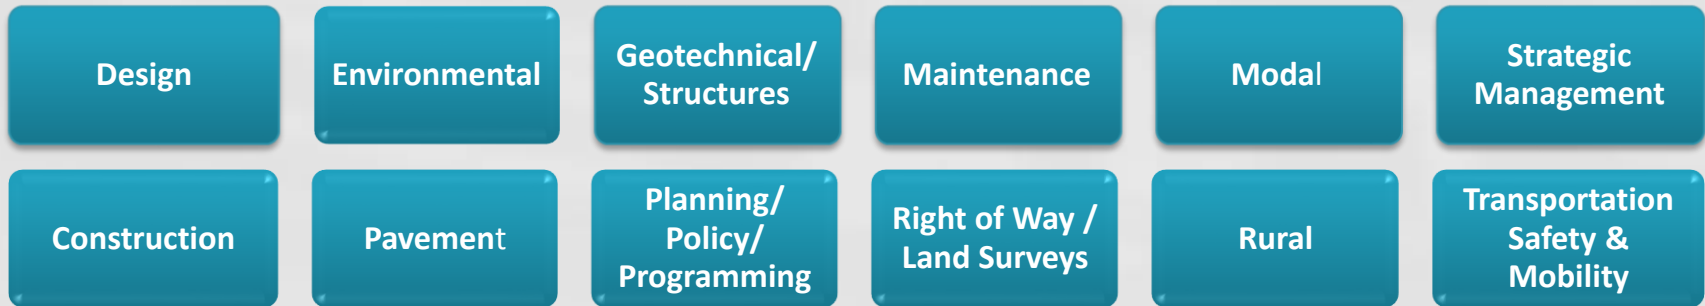 Design
Environmental
Geotechnical/
Structures
Maintenance
Modal
Strategic
Management
Construction
Pavement
Planning/
Policy/
Programming
Right of Way /
Land Surveys
Rural
Transportation
Safety &
Mobility